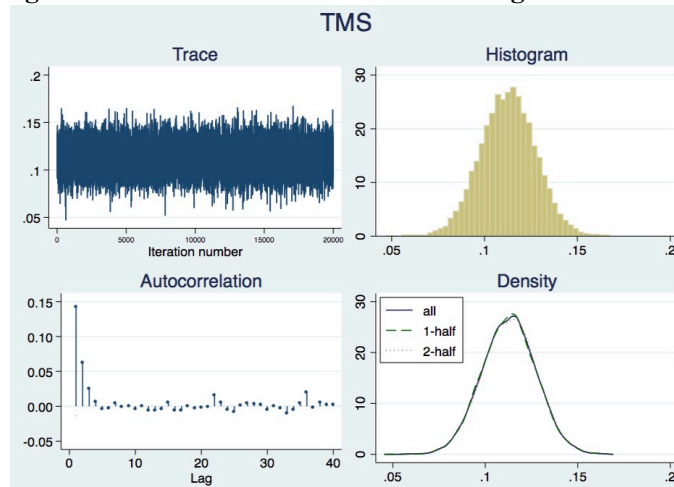 TMS
Trace
.2
.15
.1
.05
0 5000 10000 15000 20000
Iteration number
Histogram
30
20
10
0
.05 .1 .15 .2
Autocorrelation
0.15
0.10
0.05
0.00
-0.05
0 10 20 30 40
Lag
Density
30
20
10
0
all
1-half
2-half
.05 .1 .15 .2